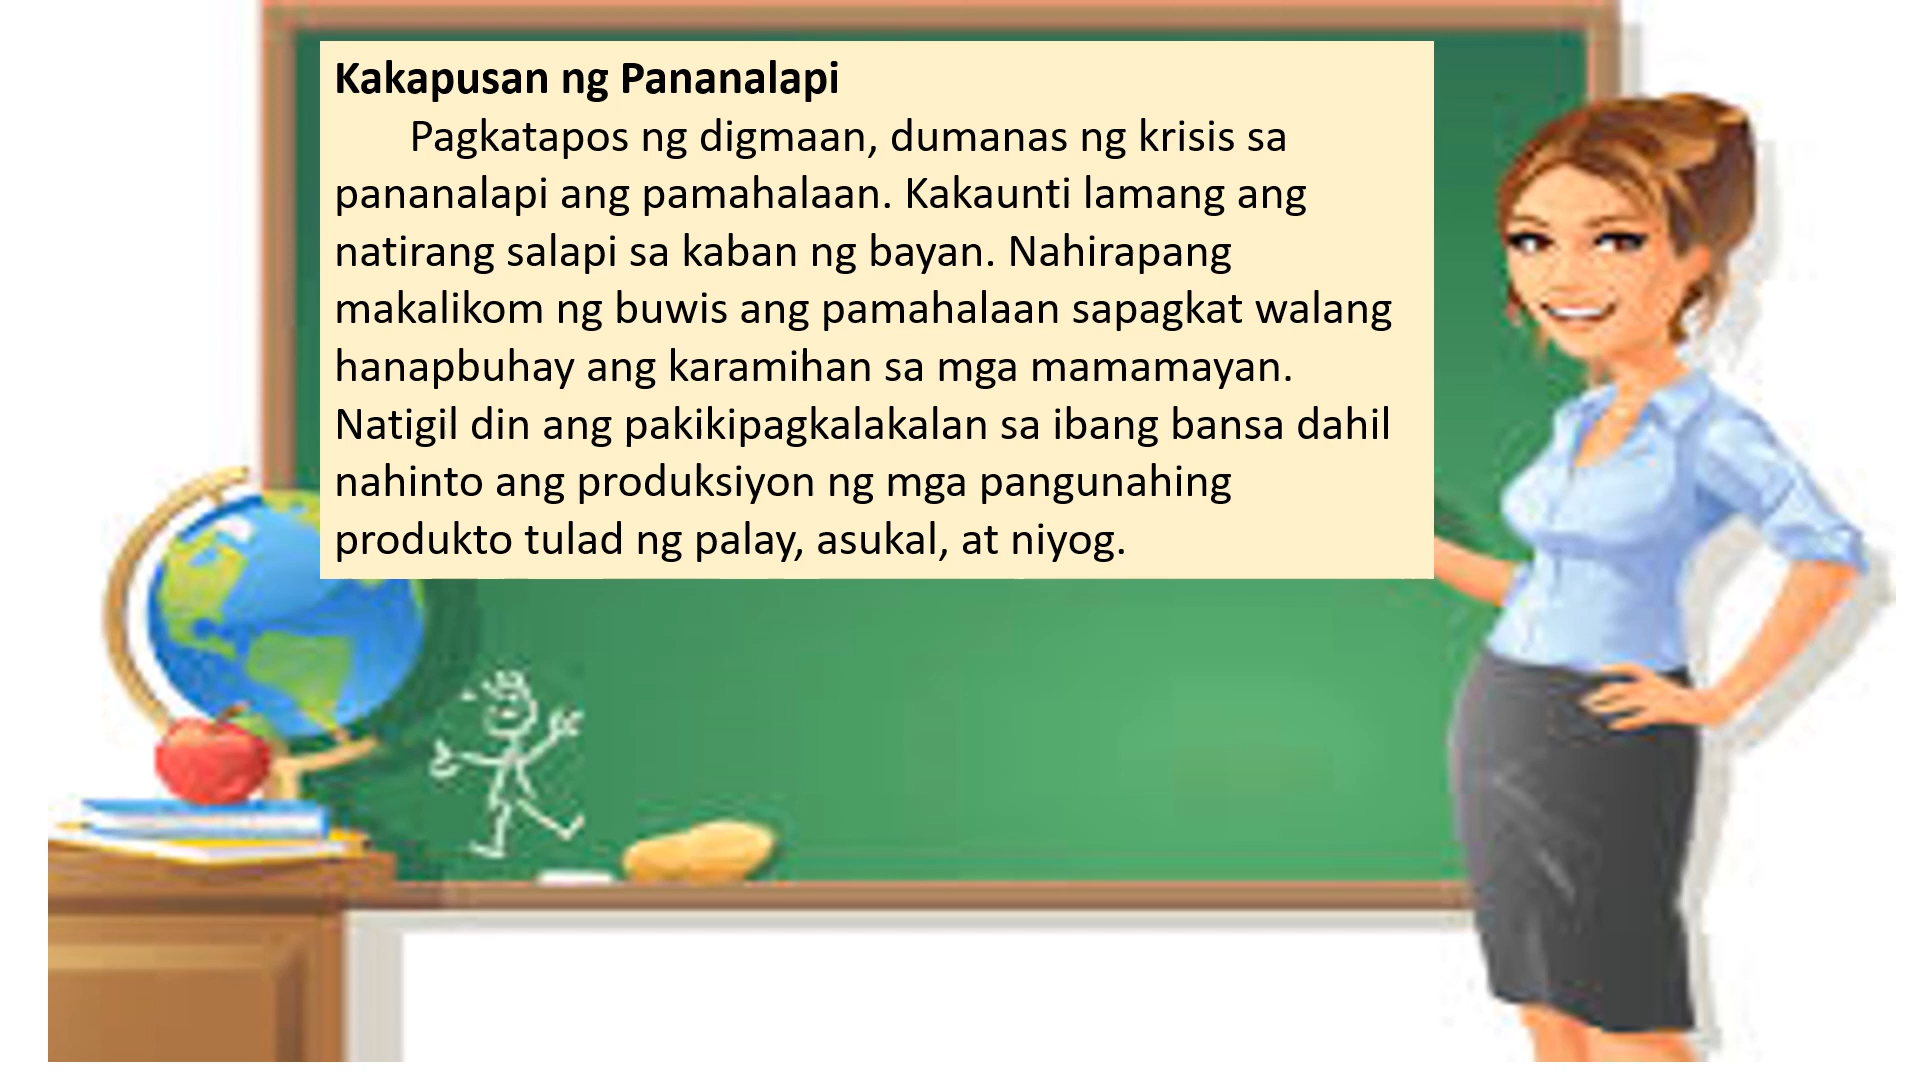 Kakapusan ng Pananalapi
Pagkatapos ng digmaan, dumanas ng krisis sa
pananalapi ang pamahalaan. Kakaunti lamang ang
natirang salapi sa kaban ng bayan. Nahirapang
makalikom ng buwis ang pamahalaan sapagkat walang
hanapbuhay ang karamihan sa mga mamamayan.
Natigil din ang pakikipagkalakalan sa ibang bansa dahil
nahinto ang produksiyon ng mga pangunahing
produkto tulad ng palay, asukal, at niyog.